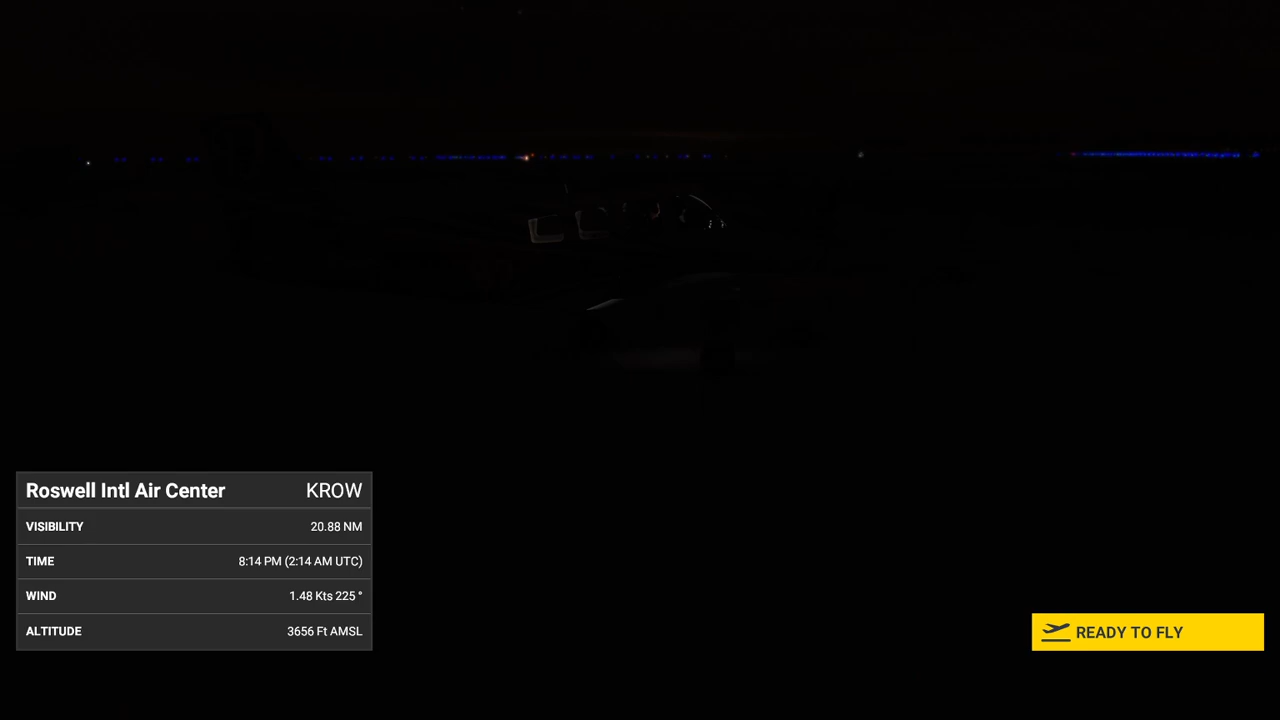 Roswell Intl Air Center KROW
VISIBILITY 20.88 NM
TIME 8:14 PM (2:14 AM UTC)
WIND 1.48 Kts 225 °
ALTITUDE 3656 Ft AMSL
READY TO FLY